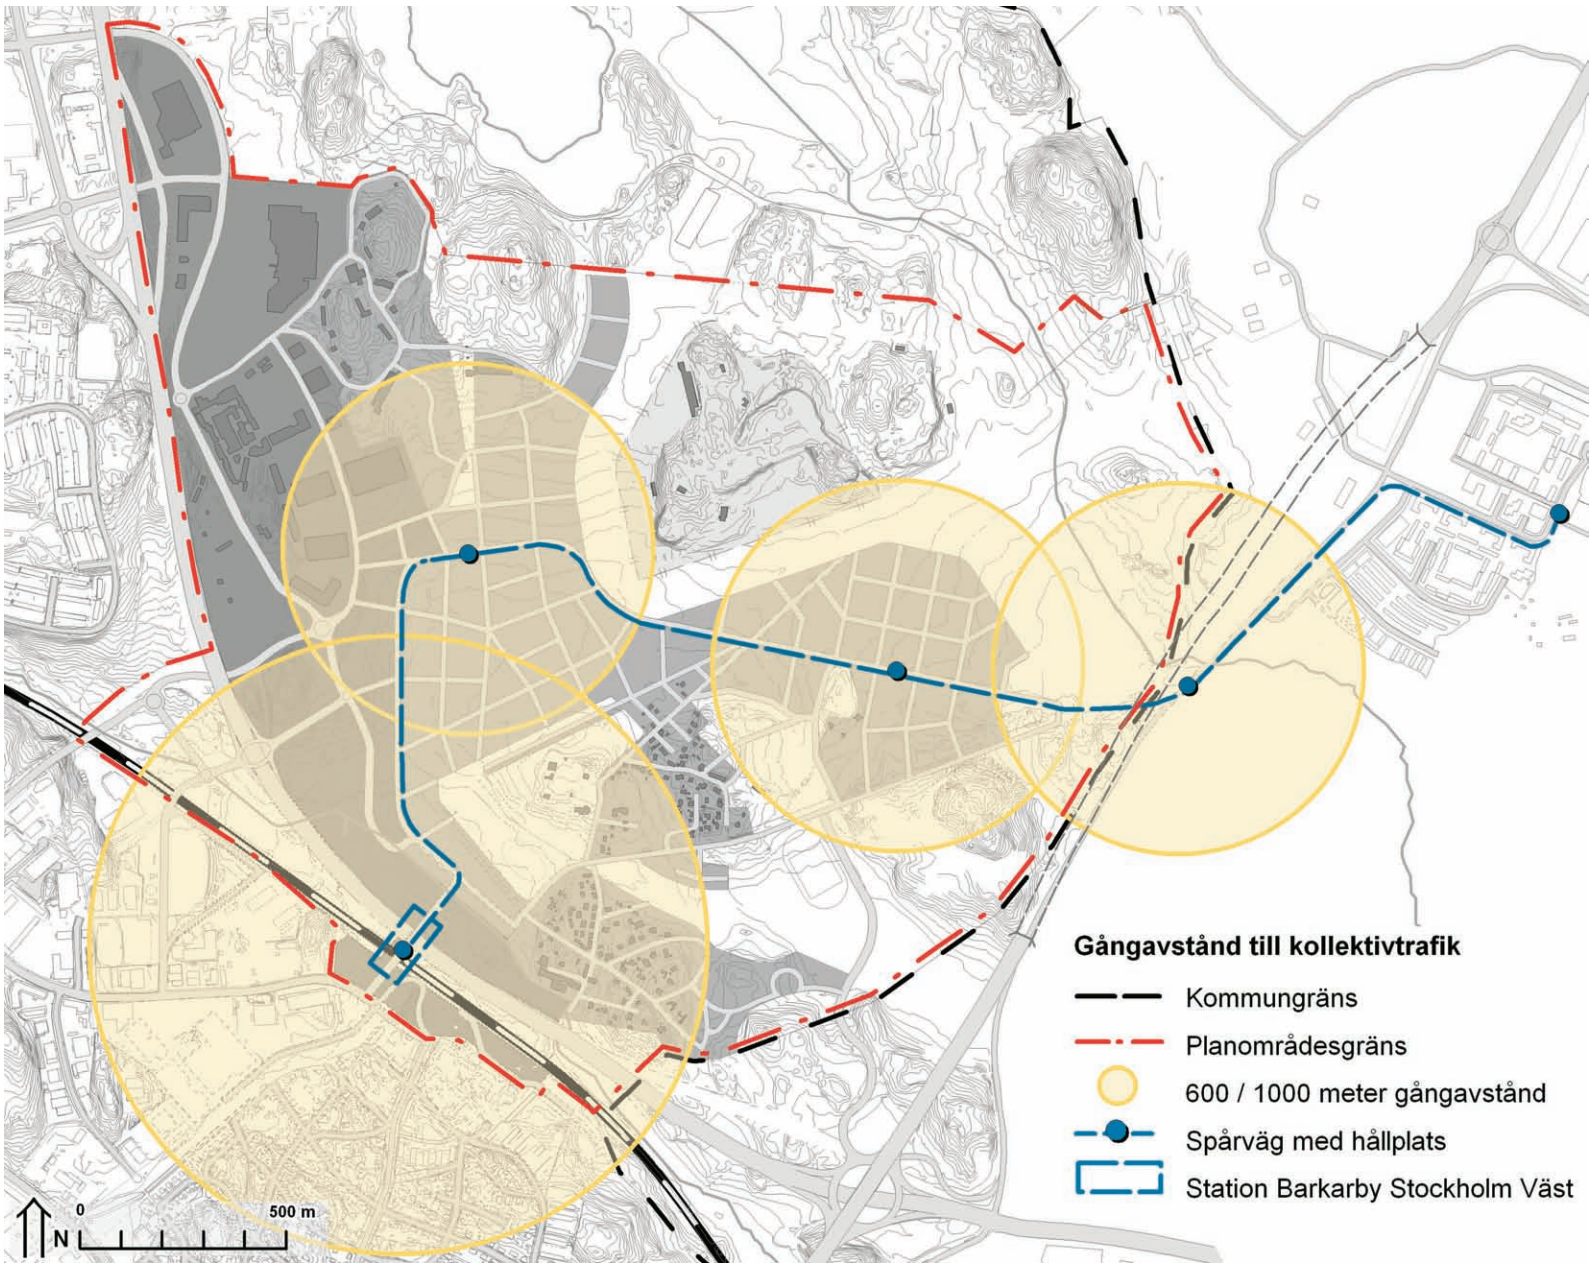 Gångavstånd till kollektivtrafik
Kommungräns
Planområdesgräns
600 / 1000 meter gångavstånd
Spårväg med hållplats
Station Barkarby Stockholm Väst
0 500 m
N